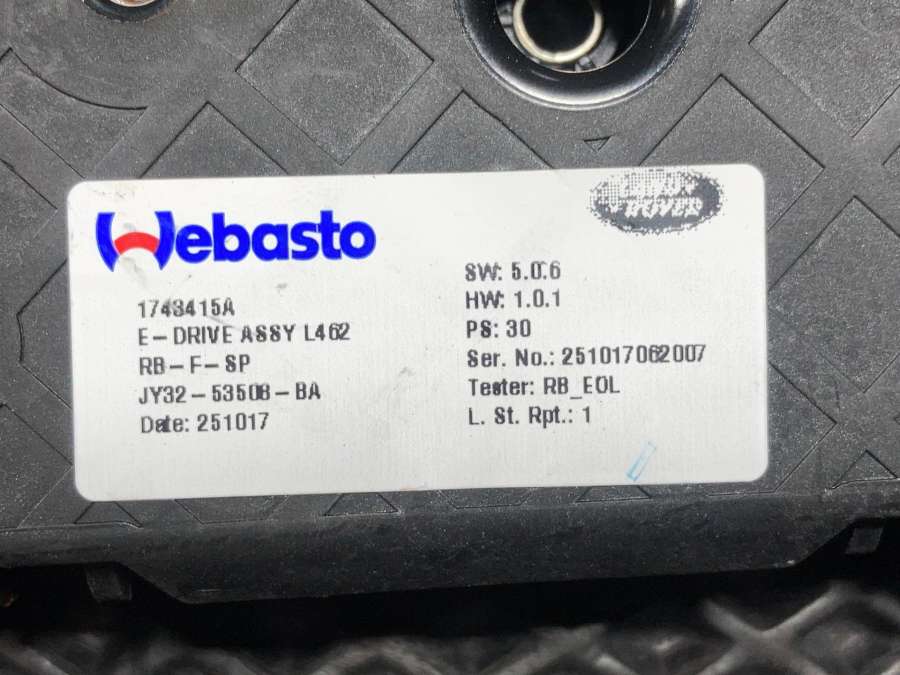 Webasto
1743415A
E-DRIVE ASSY L462
RB-F-SP
JY32-53508-BA
Date: 251017
LAND-
ROVER
SW: 5.0.6
HW: 1.0.1
PS: 30
Ser. No.: 251017062007
Tester: RB_EOL
L. St. Rpt.: 1